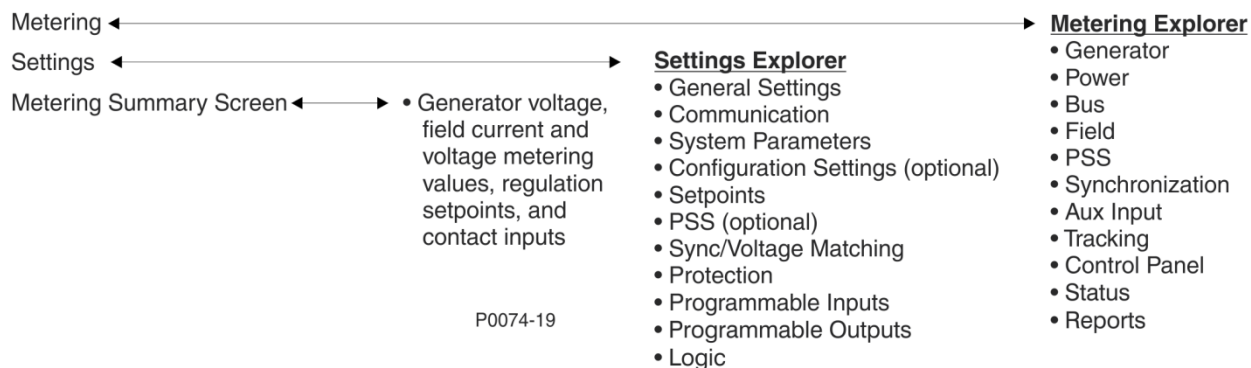 Metering
Settings
Metering Summary Screen
• Generator voltage,
field current and
voltage metering
values, regulation
setpoints, and
contact inputs
P0074-19
Settings Explorer
• General Settings
• Communication
• System Parameters
• Configuration Settings (optional)
• Setpoints
• PSS (optional)
• Sync/Voltage Matching
• Protection
• Programmable Inputs
• Programmable Outputs
• Logic
Metering Explorer
• Generator
• Power
• Bus
• Field
• PSS
• Synchronization
• Aux Input
• Tracking
• Control Panel
• Status
• Reports